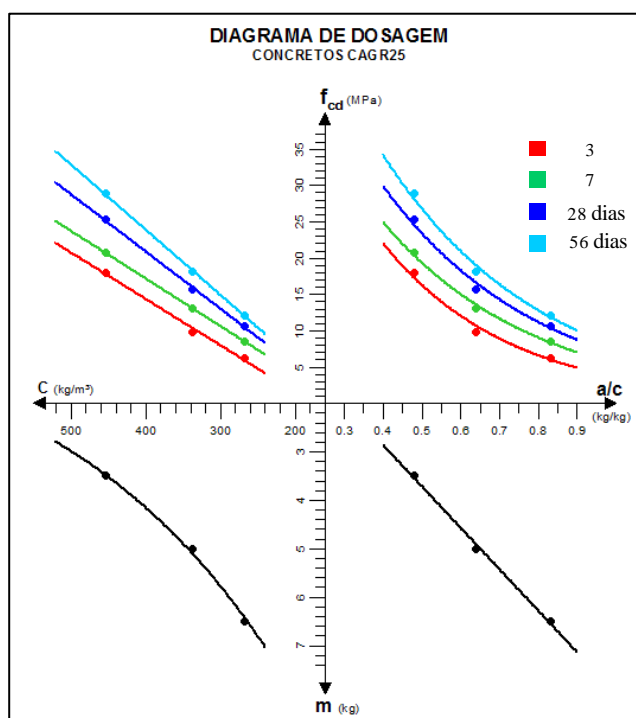 DIAGRAMA DE DOSAGEM
CONCRETOS CAGR25
fcd (MPa)
35
30
25
20
15
10
5
3
7
28 dias
56 dias
C (kg/m³)
a/c
(kg/kg)
500 400 300 200 0.3 0.4 0.5 0.6 0.7 0.8 0.9
3
4
5
6
7
m (kg)